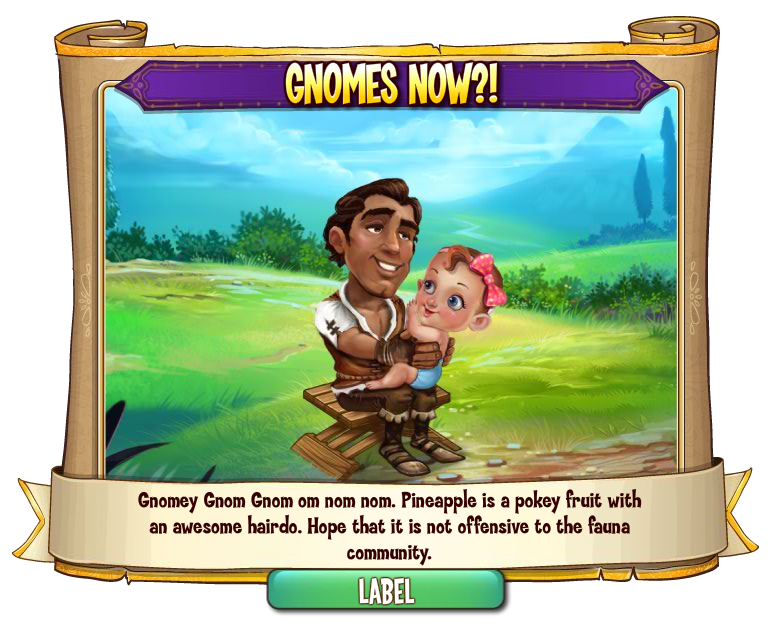 GNOMES NOW?!
Gnomey Gnom Gnom om nom nom. Pineapple is a pokey fruit with
an awesome hairdo. Hope that it is not offensive to the fauna
community.
LABEL